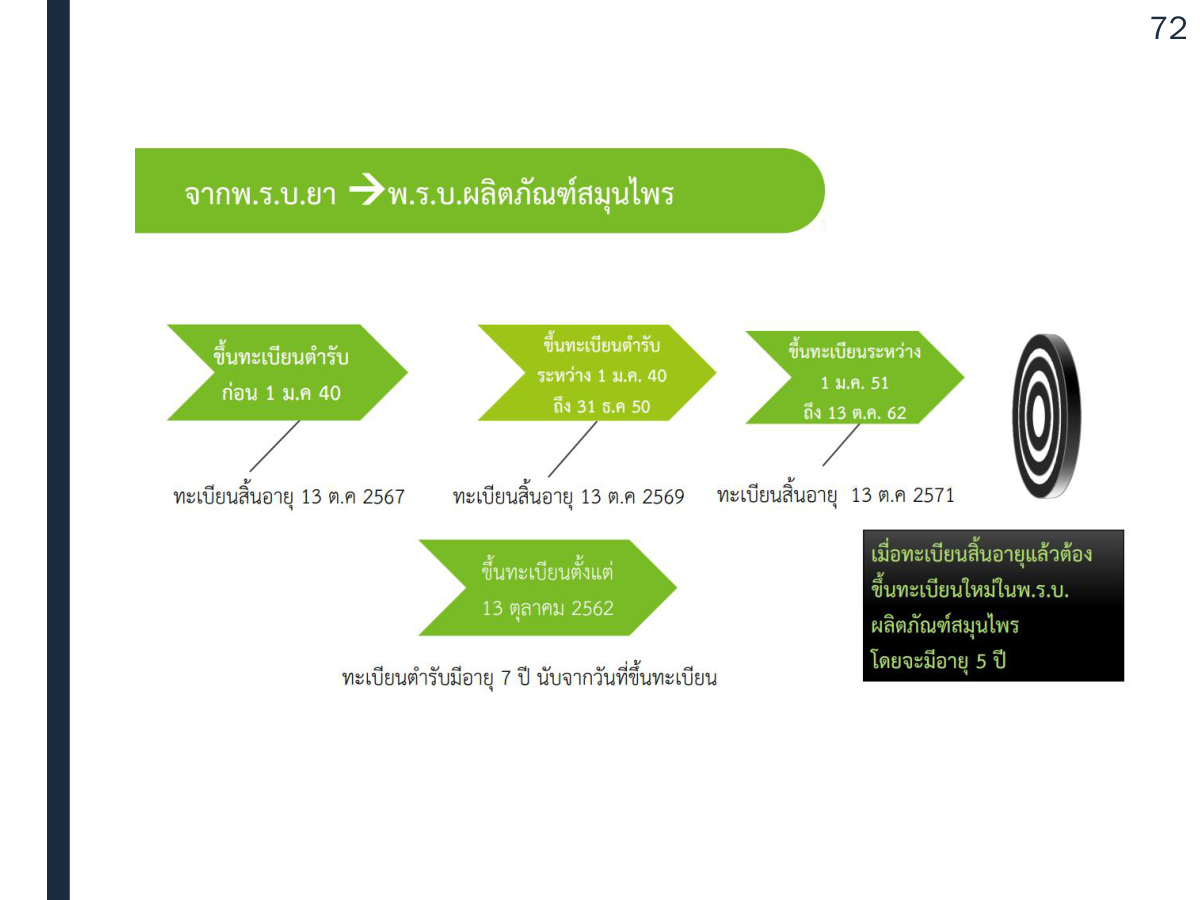 72
จากพ.ร.บ.ยา →พ.ร.บ.ผลิตภัณฑ์สมุนไพร
ขึ้นทะเบียนตำรับ
ก่อน 1 ม.ค 40
ขึ้นทะเบียนตำรับ
ระหว่าง 1 ม.ค. 40
ถึง 31 ธ.ค 50
ขึ้นทะเบียนระหว่าง
1 ม.ค. 51
ถึง 13 ต.ค. 62
ทะเบียนสิ้นอายุ 13 ต.ค 2567
ทะเบียนสิ้นอายุ 13 ต.ค 2569
ทะเบียนสิ้นอายุ 13 ต.ค 2571
ขึ้นทะเบียนตั้งแต่
13 ตุลาคม 2562
ทะเบียนตำรับมีอายุ 7 ปี นับจากวันที่ขึ้นทะเบียน
เมื่อทะเบียนสิ้นอายุแล้วต้อง
ขึ้นทะเบียนใหม่ในพ.ร.บ.
ผลิตภัณฑ์สมุนไพร
โดยจะมีอายุ 5 ปี